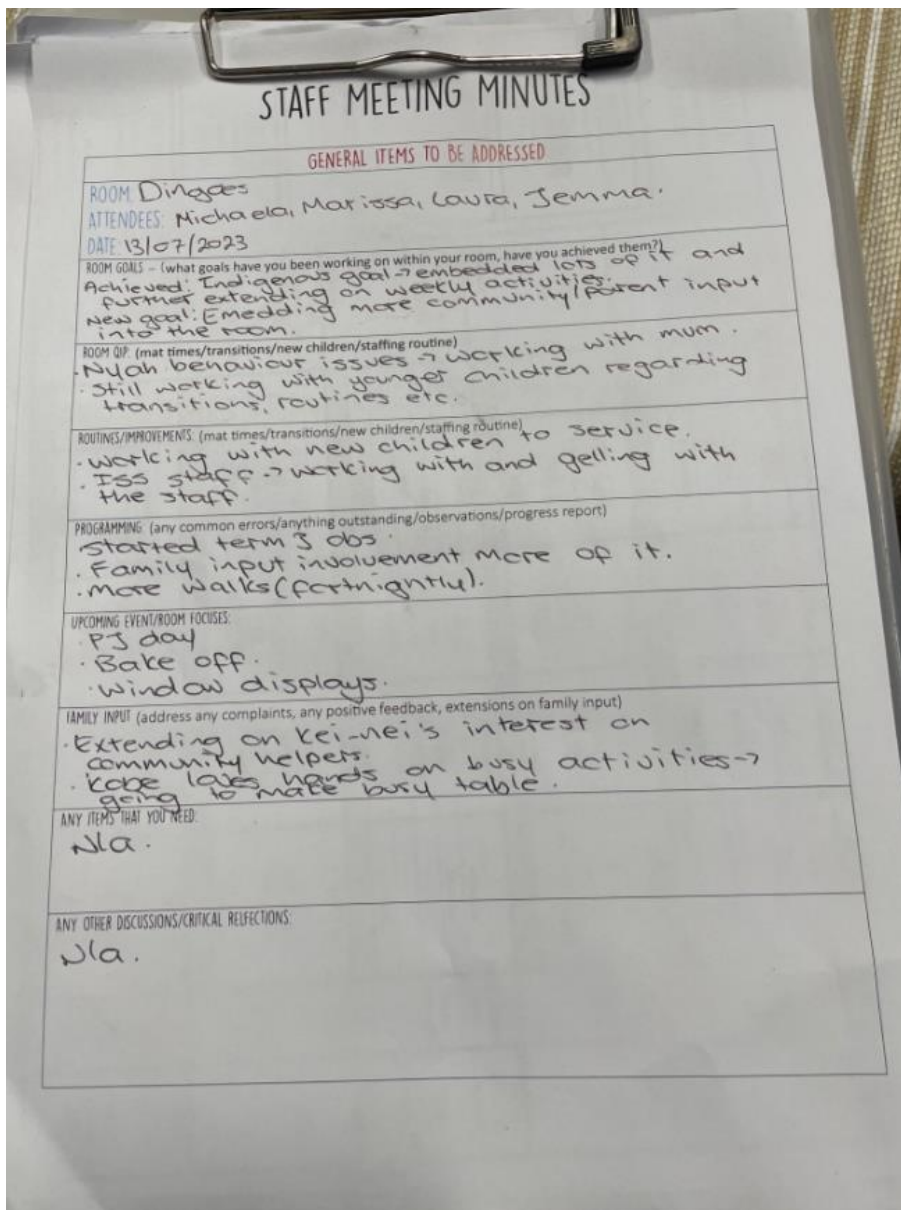 STAFF MEETING MINUTES
GENERAL ITEMS TO BE ADDRESSED
ROOM: Dingoes
ATTENDEES: Michaela, Marissa, Laura, Jemma.
DATE: 13/07/2023
ROOM GOALS – (what goals have you been working on within your room, have you achieved them?)
Achieved: Indigenous goal → embedded lots of it and
further extending on weekly activities.
New goal: Emedding more community/parent input
into the room.
ROOM QIP: (mat times/transitions/new children/staffing routine)
· Nyah behaviour issues → working with mum.
· Still working with younger children regarding
transitions, routines etc.
ROUTINES/IMPROVEMENTS: (mat times/transitions/new children/staffing routine)
· Working with new children to service.
· ISS staff → working with and gelling with
the staff.
PROGRAMMING: (any common errors/anything outstanding/observations/progress report)
Started term 3 obs.
· Family input involvement more of it.
· More walks (fortnightly).
UPCOMING EVENT/ROOM FOCUSES:
· PJ day
· Bake off.
· Window displays.
FAMILY INPUT (address any complaints, any positive feedback, extensions on family input)
· Extending on Kei-nei's interest on
community helpers.
· Kobe loves hands on busy activities →
going to make busy table.
ANY ITEMS THAT YOU NEED:
N/a.
ANY OTHER DISCUSSIONS/CRITICAL RELFECTIONS:
N/a.